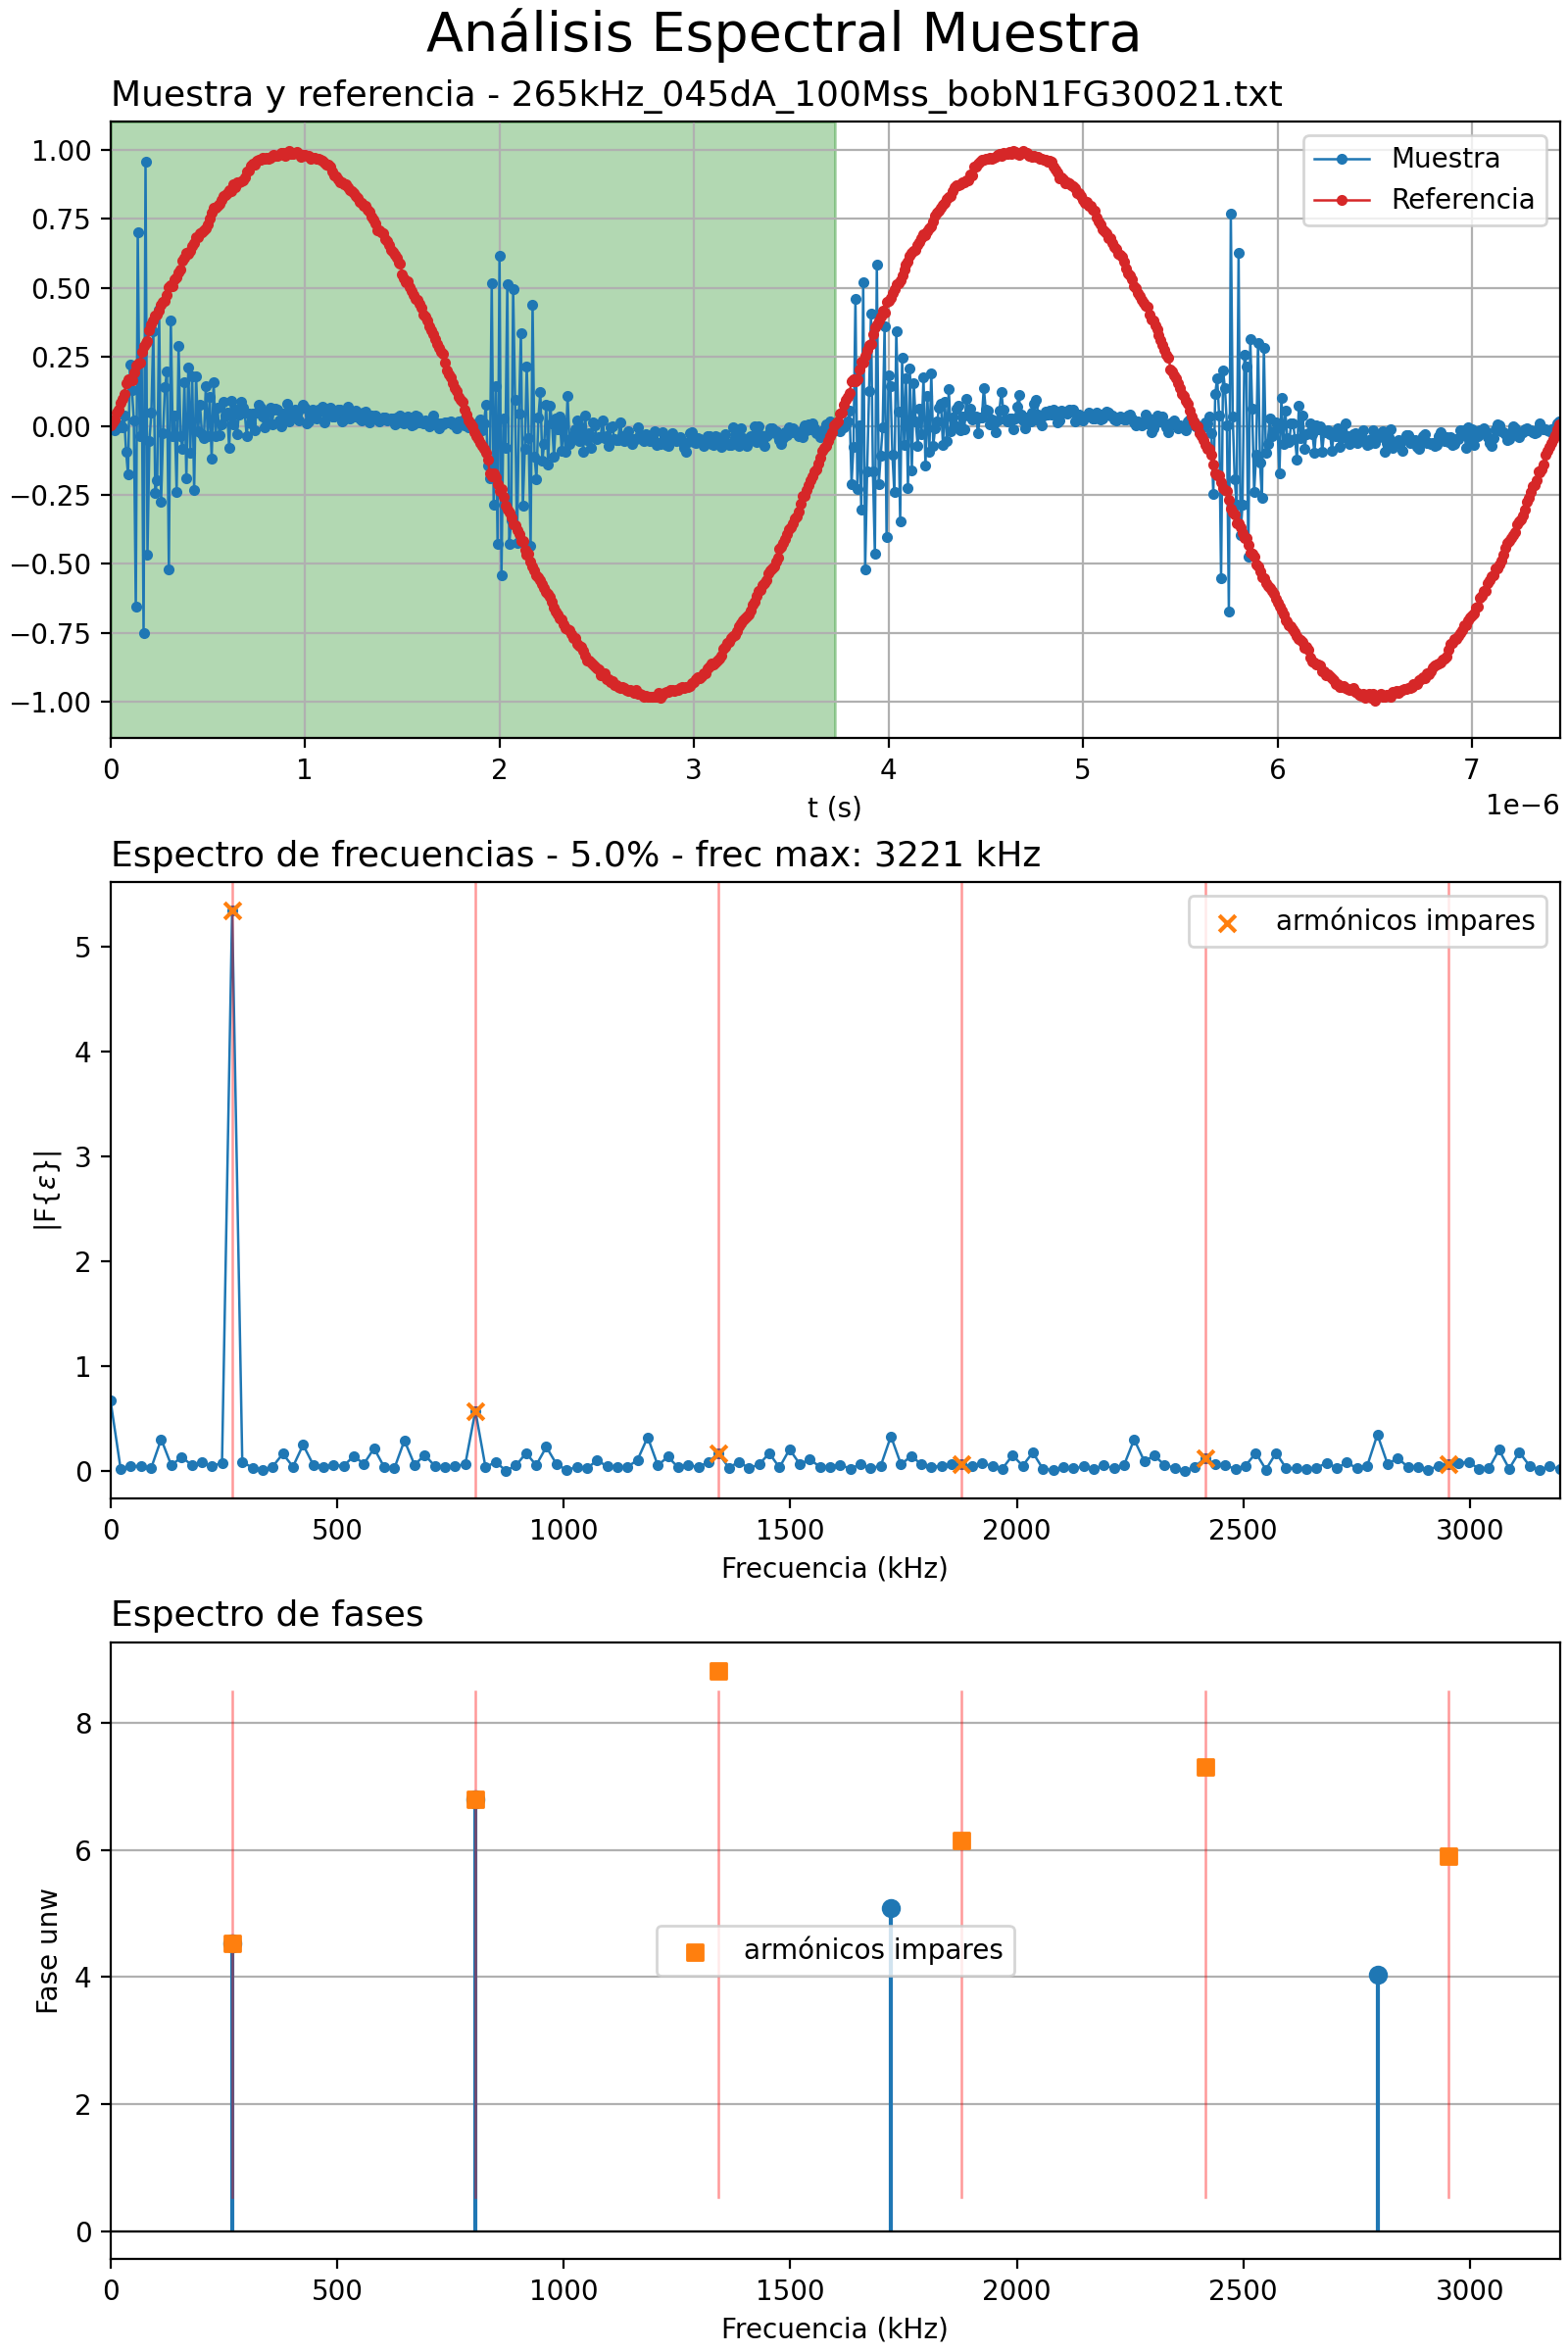 Análisis Espectral Muestra
Muestra y referencia - 265kHz_045dA_100Mss_bobN1FG30021.txt
1.00
0.75
0.50
0.25
0.00
−0.25
−0.50
−0.75
−1.00
Muestra
Referencia
0 1 2 3 4 5 6 7
t (s)
1e−6
Espectro de frecuencias - 5.0% - frec max: 3221 kHz
armónicos impares
|F{ε}|
5
4
3
2
1
0
0 500 1000 1500 2000 2500 3000
Frecuencia (kHz)
Espectro de fases
Fase unw
8
6
4
2
0
armónicos impares
0 500 1000 1500 2000 2500 3000
Frecuencia (kHz)